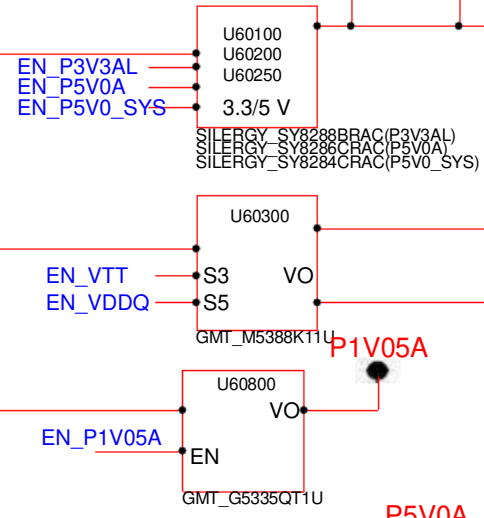 U60100
U60200
U60250
EN_P3V3AL
EN_P5V0A
EN_P5V0_SYS
3.3/5 V
SILERGY_SY8288BRAC(P3V3AL)
SILERGY_SY8286CRAC(P5V0A)
SILERGY_SY8284CRAC(P5V0_SYS)
U60300
EN_VTT
S3
VO
EN_VDDQ
S5
GMT_M5388K11U
P1V05A
U60800
VO
EN_P1V05A
EN
GMT_G5335QT1U
P5V0A